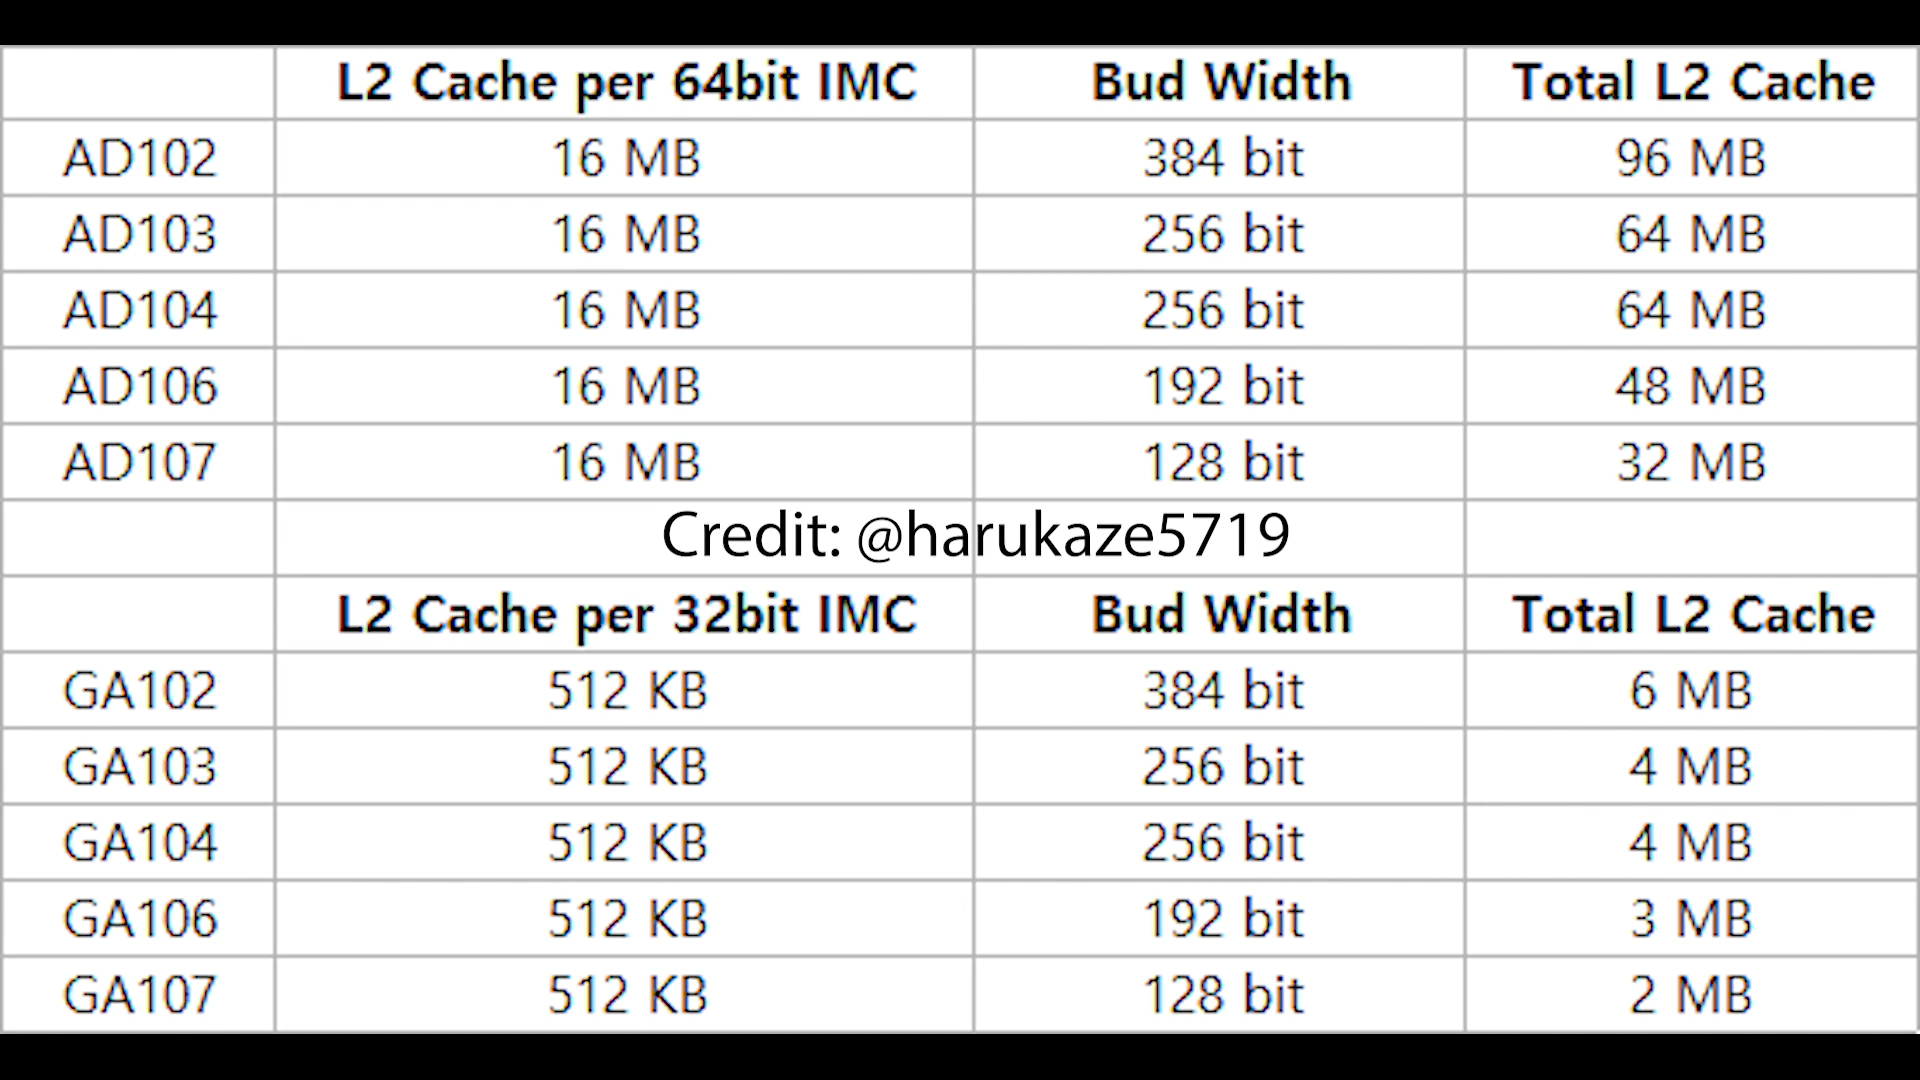 L2 Cache per 64bit IMC Bud Width Total L2 Cache
AD102 16 MB 384 bit 96 MB
AD103 16 MB 256 bit 64 MB
AD104 16 MB 256 bit 64 MB
AD106 16 MB 192 bit 48 MB
AD107 16 MB 128 bit 32 MB
Credit: @harukaze5719
L2 Cache per 32bit IMC Bud Width Total L2 Cache
GA102 512 KB 384 bit 6 MB
GA103 512 KB 256 bit 4 MB
GA104 512 KB 256 bit 4 MB
GA106 512 KB 192 bit 3 MB
GA107 512 KB 128 bit 2 MB